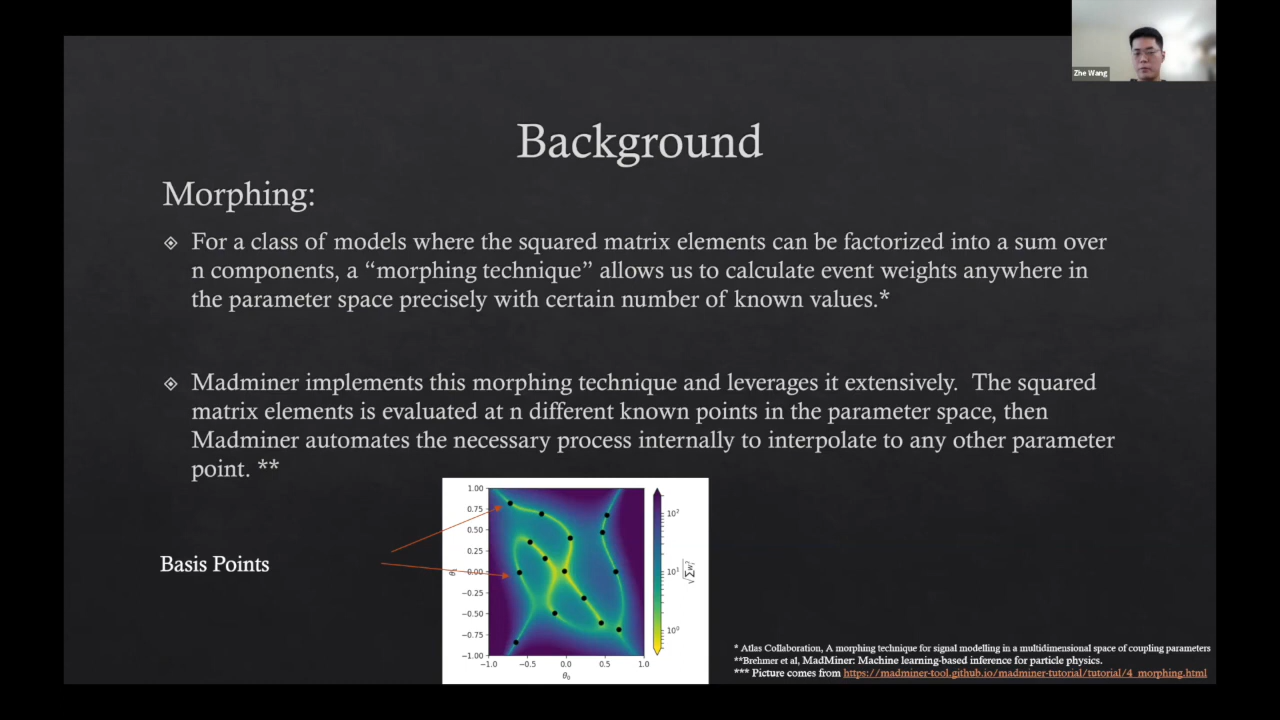 Zhe Wang
Background
Morphing:
For a class of models where the squared matrix elements can be factorized into a sum over
n components, a “morphing technique” allows us to calculate event weights anywhere in
the parameter space precisely with certain number of known values.*
Madminer implements this morphing technique and leverages it extensively. The squared
matrix elements is evaluated at n different known points in the parameter space, then
Madminer automates the necessary process internally to interpolate to any other parameter
point. **
Basis Points
1.00
0.75
0.50
0.25
0.00
−0.25
−0.50
−0.75
−1.00
−1.0 −0.5 0.0 0.5 1.0
θ0
10²
10¹
10⁰
* Atlas Collaboration, A morphing technique for signal modelling in a multidimensional space of coupling parameters
**Brehmer et al, MadMiner: Machine learning-based inference for particle physics.
*** Picture comes from https://madminer-tool.github.io/madminer-tutorial/tutorial/4_morphing.html